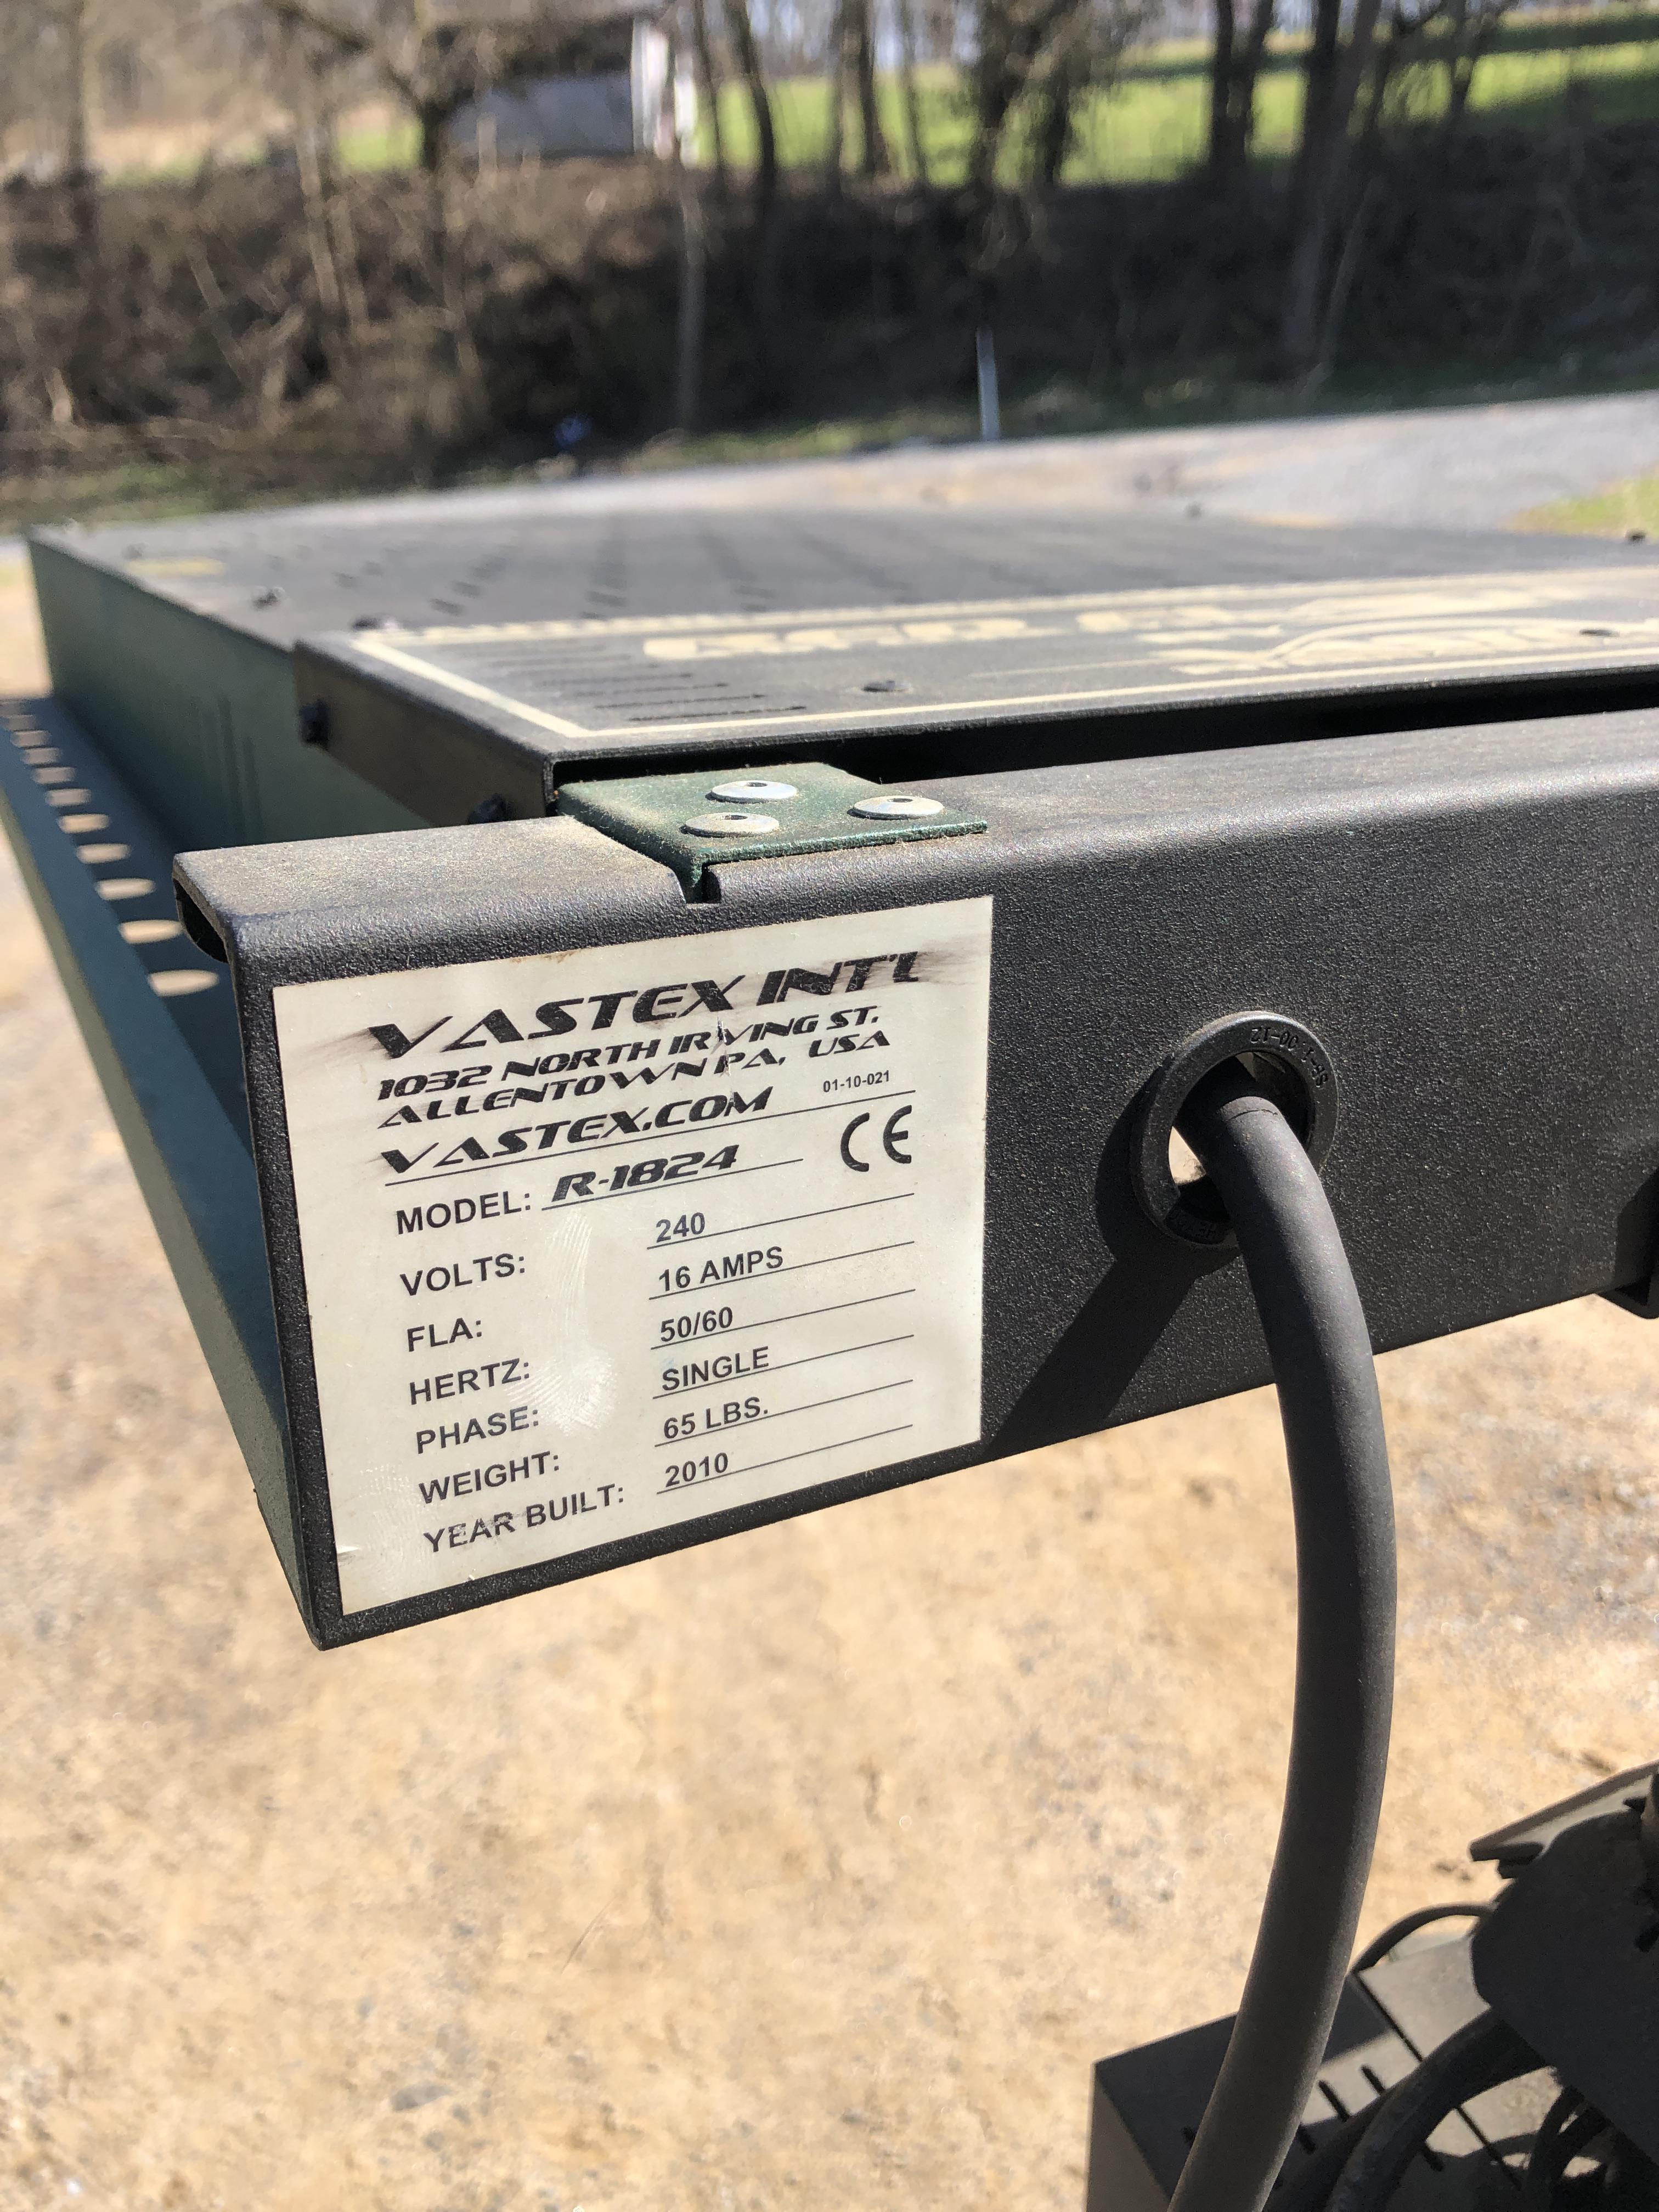 VASTEX INT'L
1032 NORTH IRVING ST.
ALLENTOWN PA, USA
VASTEX.COM 01-10-021
MODEL: R-1824 CE
VOLTS: 240
FLA: 16 AMPS
HERTZ: 50/60
PHASE: SINGLE
WEIGHT: 65 LBS.
YEAR BUILT: 2010